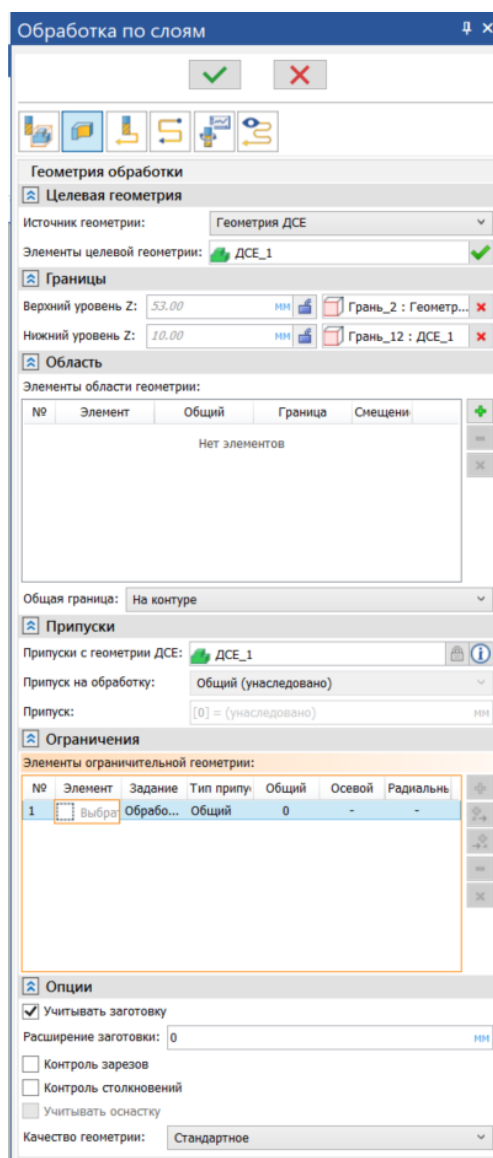 Обработка по слоям
Геометрия обработки
Целевая геометрия
Источник геометрии: Геометрия ДСЕ
Элементы целевой геометрии: ДСЕ_1
Границы
Верхний уровень Z: 53.00 мм Грань_2 : Геометр...
Нижний уровень Z: 10.00 мм Грань_12 : ДСЕ_1
Область
Элементы области геометрии:
№ Элемент Общий Граница Смещени
Нет элементов
Общая граница: На контуре
Припуски
Припуски с геометрии ДСЕ: ДСЕ_1
Припуск на обработку: Общий (унаследовано)
Припуск: [0] = (унаследовано) мм
Ограничения
Элементы ограничительной геометрии:
№ Элемент Задание Тип припу Общий Осевой Радиальнь
1 Выбрат Обрабо... Общий 0 - -
Опции
Учитывать заготовку
Расширение заготовки: 0 мм
Контроль зарезов
Контроль столкновений
Учитывать оснастку
Качество геометрии: Стандартное